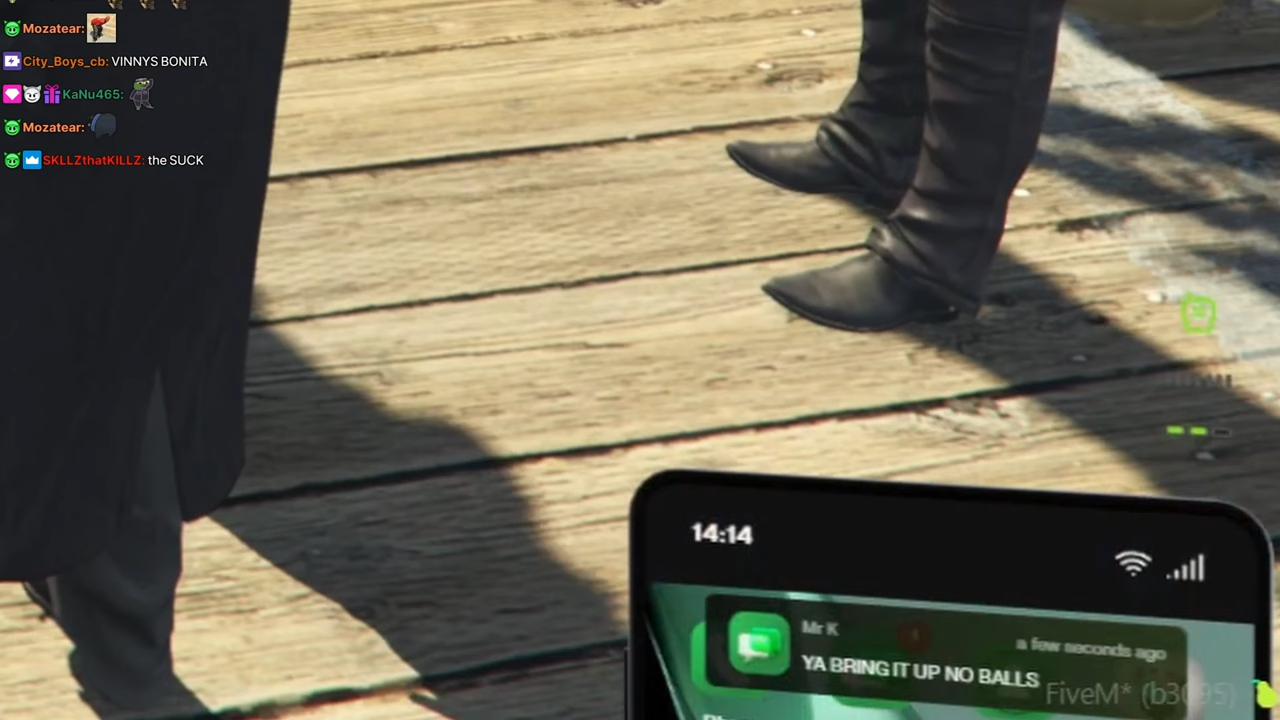 Mozatear:
City_Boys_cb: VINNYS BONITA
KaNu465:
Mozatear:
SKLLZthatKILLZ: the SUCK
14:14
Mr K
a few seconds ago
YA BRING IT UP NO BALLS
FiveM* (b3095)